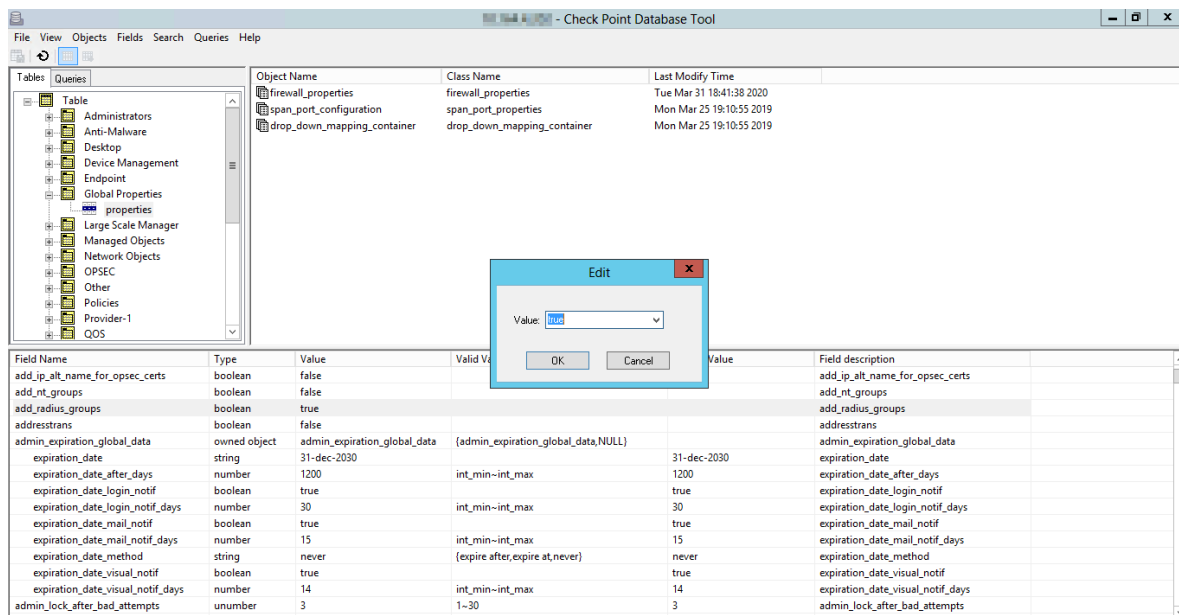 - Check Point Database Tool
File View Objects Fields Search Queries Help
Tables Queries
Table
Administrators
Anti-Malware
Desktop
Device Management
Endpoint
Global Properties
properties
Large Scale Manager
Managed Objects
Network Objects
OPSEC
Other
Policies
Provider-1
QOS
Object Name Class Name Last Modify Time
firewall_properties firewall_properties Tue Mar 31 18:41:38 2020
span_port_configuration span_port_properties Mon Mar 25 19:10:55 2019
drop_down_mapping_container drop_down_mapping_container Mon Mar 25 19:10:55 2019
Edit
Value: true
OK Cancel
Field Name Type Value Valid Va Value Field description
add_ip_alt_name_for_opsec_certs boolean false add_ip_alt_name_for_opsec_certs
add_nt_groups boolean false add_nt_groups
add_radius_groups boolean true add_radius_groups
addresstrans boolean false addresstrans
admin_expiration_global_data owned object admin_expiration_global_data {admin_expiration_global_data,NULL} admin_expiration_global_data
expiration_date string 31-dec-2030 31-dec-2030 expiration_date
expiration_date_after_days number 1200 int_min~int_max 1200 expiration_date_after_days
expiration_date_login_notif boolean true true expiration_date_login_notif
expiration_date_login_notif_days number 30 int_min~int_max 30 expiration_date_login_notif_days
expiration_date_mail_notif boolean true true expiration_date_mail_notif
expiration_date_mail_notif_days number 15 int_min~int_max 15 expiration_date_mail_notif_days
expiration_date_method string never {expire after,expire at,never} never expiration_date_method
expiration_date_visual_notif boolean true true expiration_date_visual_notif
expiration_date_visual_notif_days number 14 int_min~int_max 14 expiration_date_visual_notif_days
admin_lock_after_bad_attempts unumber 3 1~30 3 admin_lock_after_bad_attempts